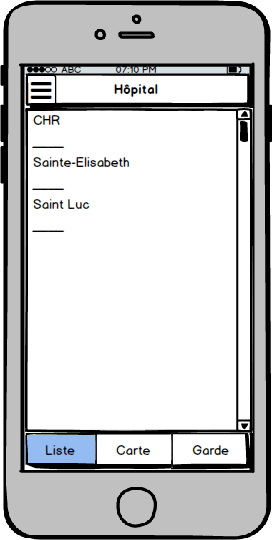 ABC 07:10 PM
Hôpital
CHR
Sainte-Elisabeth
Saint Luc
Liste Carte Garde